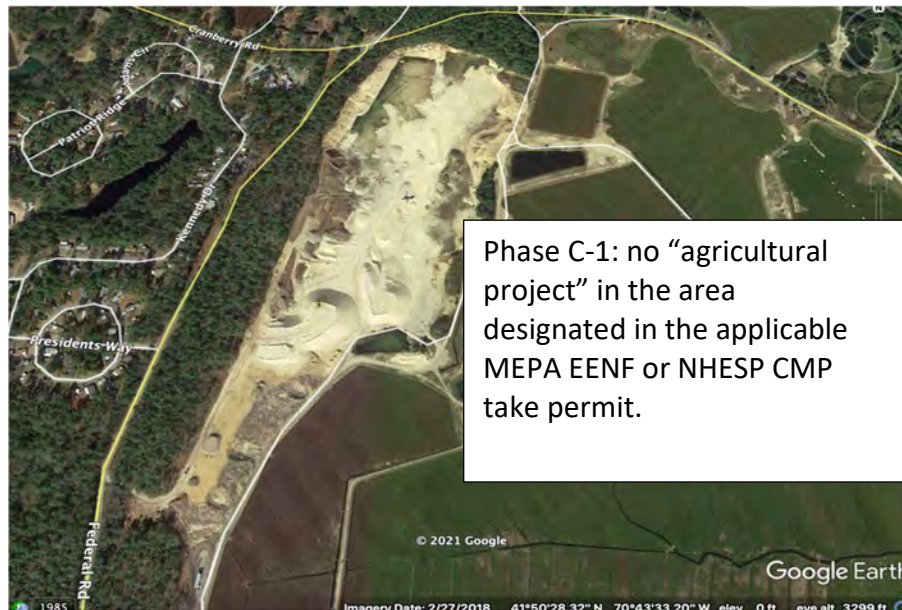 Cranberry Rd
Adams Cir
Patriot Ridge
Kennedy Dr
Presidents Way
Federal Rd
Phase C-1: no “agricultural
project” in the area
designated in the applicable
MEPA EENF or NHESP CMP
take permit.
© 2021 Google
Google Earth
1985
Imagery Date: 2/27/2018 41°50'28.32" N 70°43'33.20" W elev 0 ft eye alt 3299 ft